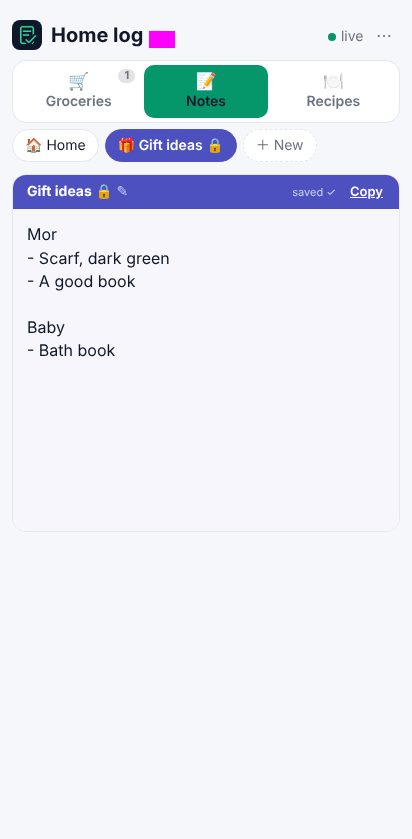 Home log
live
1
🛒
Groceries
📝
Notes
🍽️
Recipes
🏠 Home
🎁 Gift ideas 🔒
+ New
Gift ideas 🔒 ✎
saved ✓
Copy
Mor
- Scarf, dark green
- A good book
Baby
- Bath book